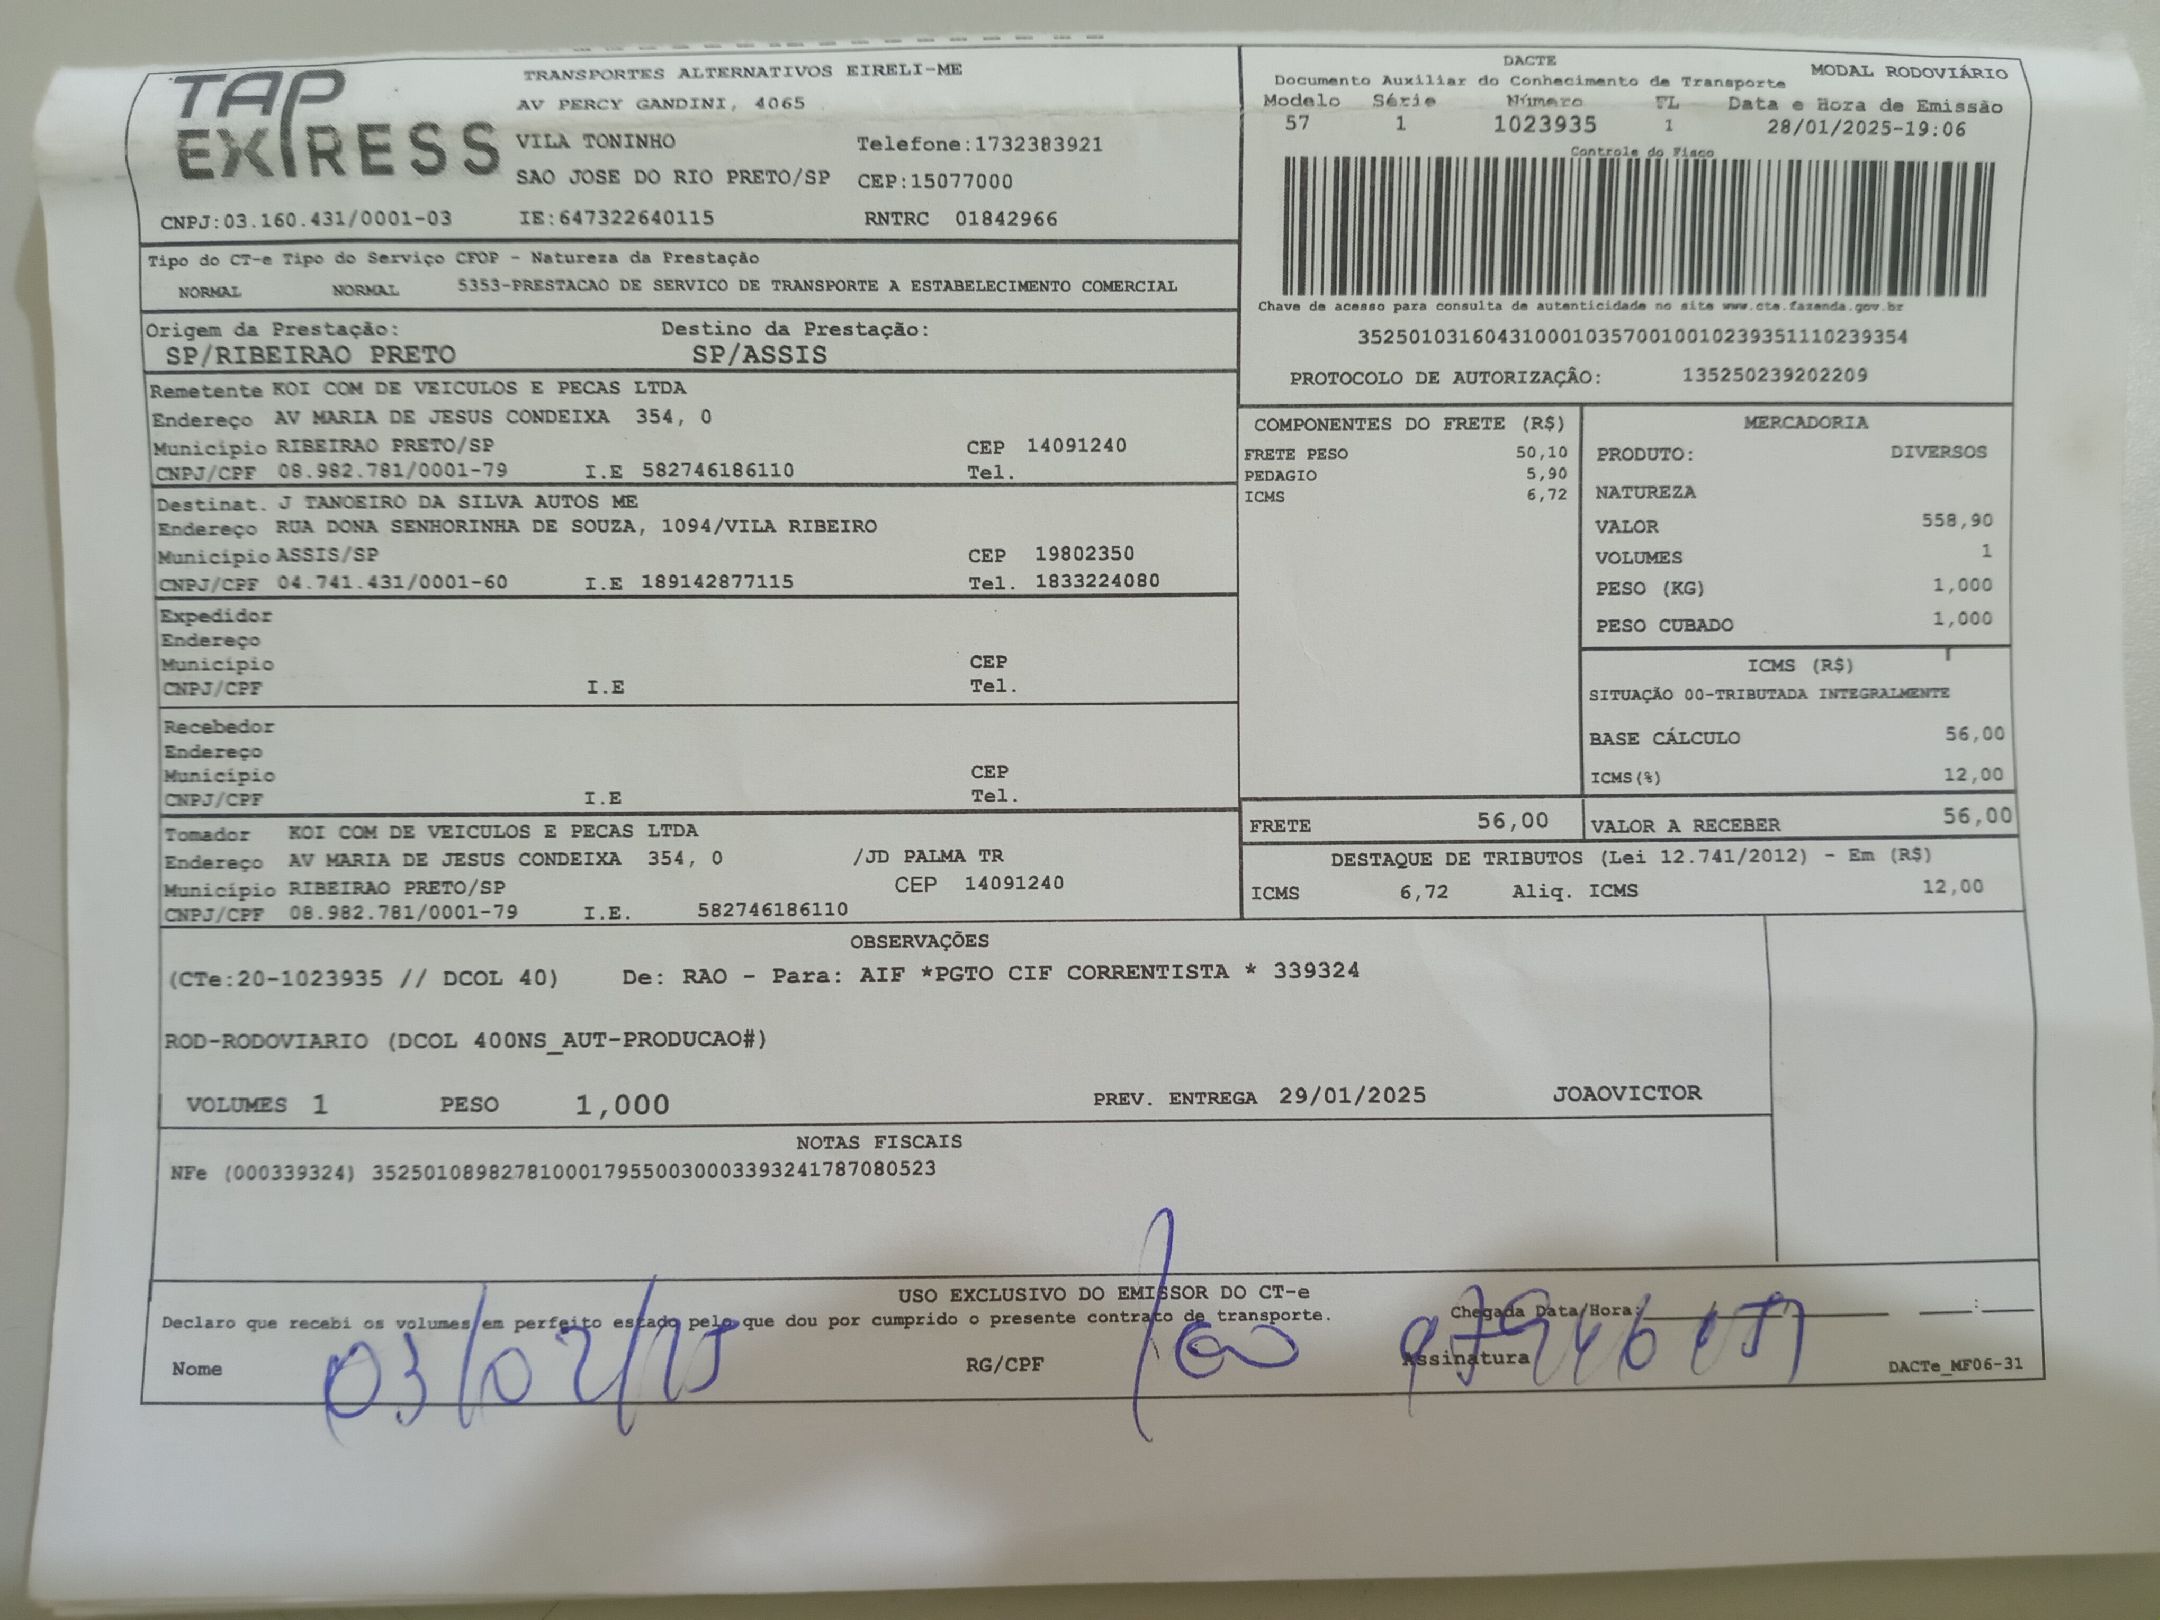 TAP EXPRESS
TRANSPORTES ALTERNATIVOS EIRELI-ME
AV PERCY GANDINI, 4065
VILA TONINHO Telefone:1732383921
SAO JOSE DO RIO PRETO/SP CEP:15077000
CNPJ:03.160.431/0001-03 IE:647322640115 RNTRC 01842966
DACTE
Documento Auxiliar do Conhecimento de Transporte MODAL RODOVIÁRIO
Modelo Série Número FL Data e Hora de Emissão
57 1 1023935 1 28/01/2025-19:06
Controle do Fisco
Chave de acesso para consulta de autenticidade no site www.cte.fazenda.gov.br
35250103160431000103570010010239351110239354
PROTOCOLO DE AUTORIZAÇÃO: 135250239202209
Tipo do CT-e Tipo do Serviço CFOP - Natureza da Prestação
NORMAL NORMAL 5353-PRESTACAO DE SERVICO DE TRANSPORTE A ESTABELECIMENTO COMERCIAL
Origem da Prestação: Destino da Prestação:
SP/RIBEIRAO PRETO SP/ASSIS
Remetente KOI COM DE VEICULOS E PECAS LTDA
Endereço AV MARIA DE JESUS CONDEIXA 354, 0
Município RIBEIRAO PRETO/SP CEP 14091240
CNPJ/CPF 08.982.781/0001-79 I.E 582746186110 Tel.
Destinat. J TANOEIRO DA SILVA AUTOS ME
Endereço RUA DONA SENHORINHA DE SOUZA, 1094/VILA RIBEIRO
Município ASSIS/SP CEP 19802350
CNPJ/CPF 04.741.431/0001-60 I.E 189142877115 Tel. 1833224080
Expedidor
Endereço
Município CEP
CNPJ/CPF I.E Tel.
Recebedor
Endereço
Município CEP
CNPJ/CPF I.E Tel.
Tomador KOI COM DE VEICULOS E PECAS LTDA
Endereço AV MARIA DE JESUS CONDEIXA 354, 0 /JD PALMA TR
Município RIBEIRAO PRETO/SP CEP 14091240
CNPJ/CPF 08.982.781/0001-79 I.E. 582746186110
COMPONENTES DO FRETE (R$)
FRETE PESO 50,10
PEDAGIO 5,90
ICMS 6,72
MERCADORIA
PRODUTO: DIVERSOS
NATUREZA
VALOR 558,90
VOLUMES 1
PESO (KG) 1,000
PESO CUBADO 1,000
ICMS (R$)
SITUAÇÃO 00-TRIBUTADA INTEGRALMENTE
BASE CÁLCULO 56,00
ICMS(%) 12,00
FRETE 56,00 VALOR A RECEBER 56,00
DESTAQUE DE TRIBUTOS (Lei 12.741/2012) - Em (R$)
ICMS 6,72 Aliq. ICMS 12,00
OBSERVAÇÕES
(CTe:20-1023935 // DCOL 40) De: RAO - Para: AIF *PGTO CIF CORRENTISTA * 339324
ROD-RODOVIARIO (DCOL 400NS_AUT-PRODUCAO#)
VOLUMES 1 PESO 1,000 PREV. ENTREGA 29/01/2025 JOAOVICTOR
NOTAS FISCAIS
NFe (000339324) 35250108982781000179550030003393241787080523
USO EXCLUSIVO DO EMISSOR DO CT-e
Declaro que recebi os volumes em perfeito estado pelo que dou por cumprido o presente contrato de transporte. Chegada Data/Hora: ____ __:__
Nome 03/02/25 RG/CPF Assinatura DACTe_MF06-31